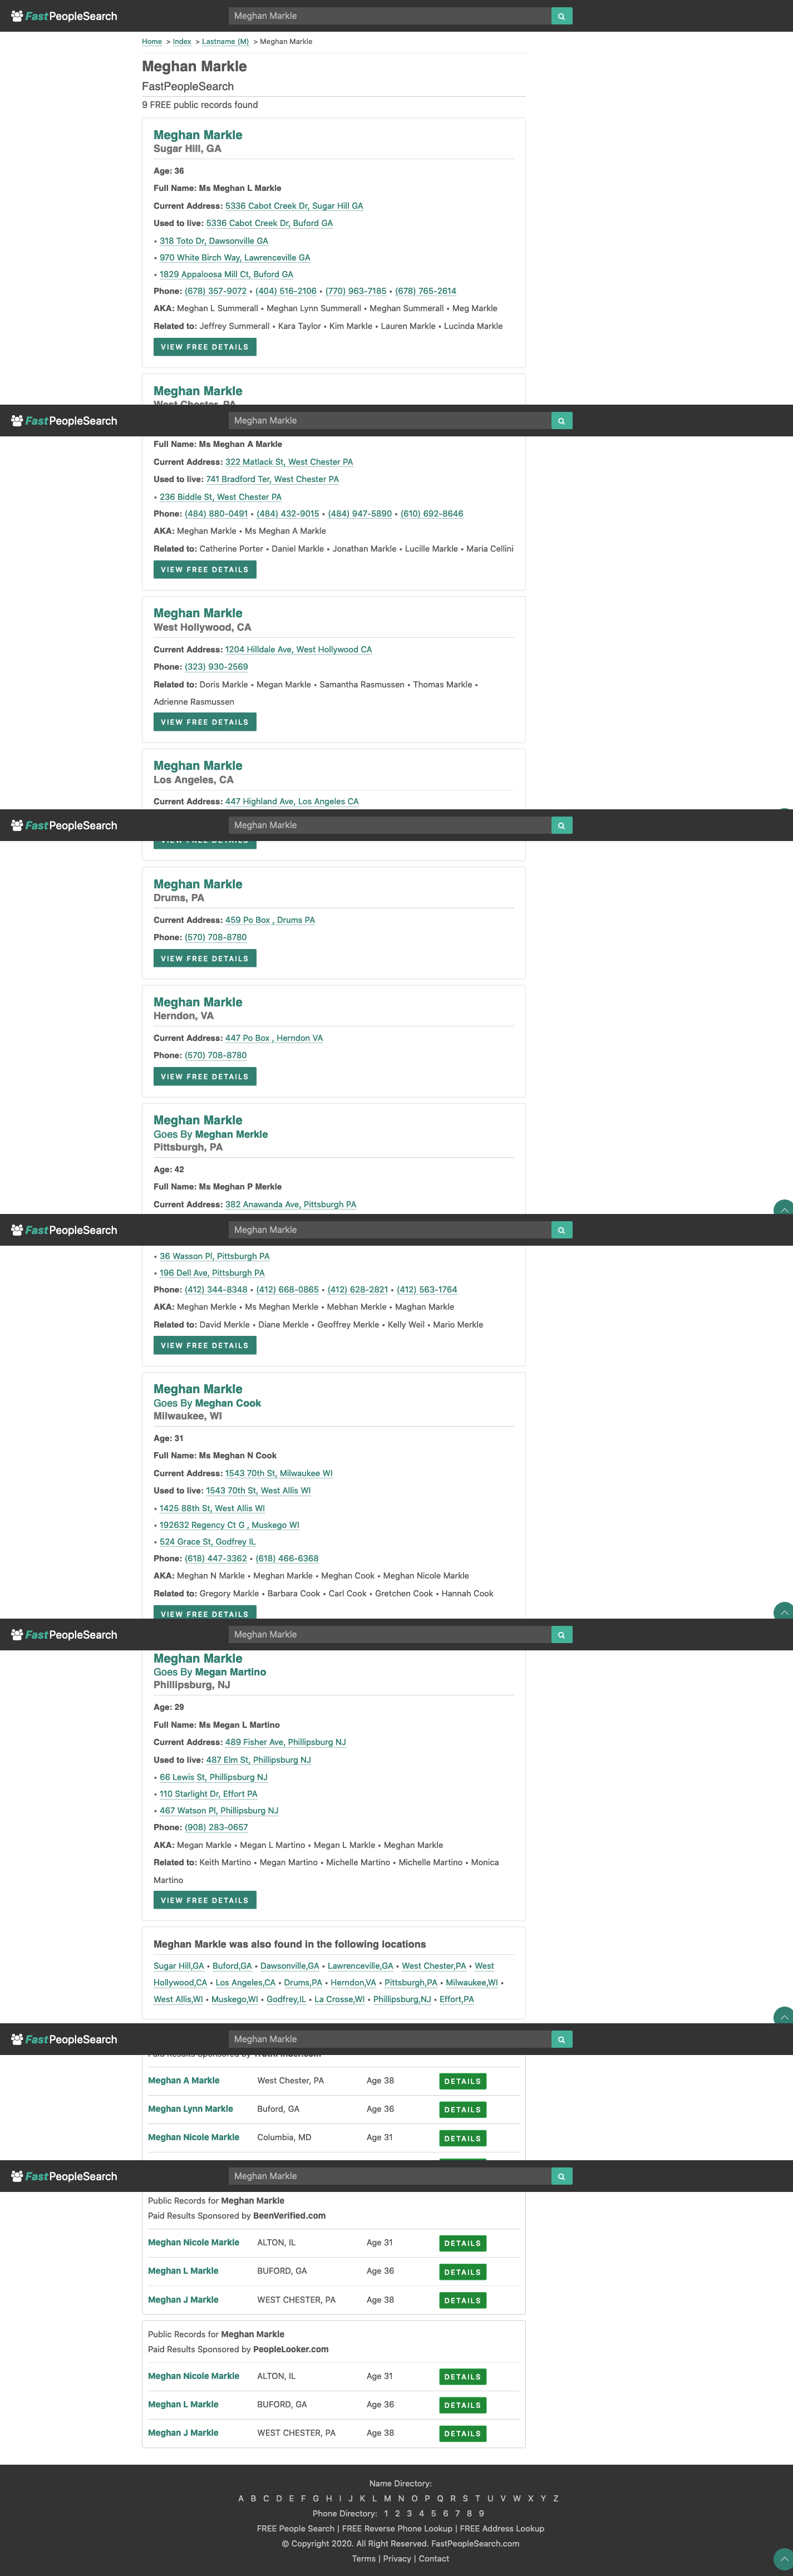 FastPeopleSearch
Meghan Markle
Home > Index > Lastname (M) > Meghan Markle
Meghan Markle
FastPeopleSearch
9 FREE public records found
Meghan Markle
Sugar Hill, GA
Age: 36
Full Name: Ms Meghan L Markle
Current Address: 5336 Cabot Creek Dr, Sugar Hill GA
Used to live: 5336 Cabot Creek Dr, Buford GA
• 318 Toto Dr, Dawsonville GA
• 970 White Birch Way, Lawrenceville GA
• 1829 Appaloosa Mill Ct, Buford GA
Phone: (678) 357-9072 • (404) 516-2106 • (770) 963-7185 • (678) 765-2614
AKA: Meghan L Summerall • Meghan Lynn Summerall • Meghan Summerall • Meg Markle
Related to: Jeffrey Summerall • Kara Taylor • Kim Markle • Lauren Markle • Lucinda Markle
VIEW FREE DETAILS
Meghan Markle
West Chester, PA
FastPeopleSearch
Meghan Markle
Full Name: Ms Meghan A Markle
Current Address: 322 Matlack St, West Chester PA
Used to live: 741 Bradford Ter, West Chester PA
• 236 Biddle St, West Chester PA
Phone: (484) 880-0491 • (484) 432-9015 • (484) 947-5890 • (610) 692-8646
AKA: Meghan Markle • Ms Meghan A Markle
Related to: Catherine Porter • Daniel Markle • Jonathan Markle • Lucille Markle • Maria Cellini
VIEW FREE DETAILS
Meghan Markle
West Hollywood, CA
Current Address: 1204 Hilldale Ave, West Hollywood CA
Phone: (323) 930-2569
Related to: Doris Markle • Megan Markle • Samantha Rasmussen • Thomas Markle •
Adrienne Rasmussen
VIEW FREE DETAILS
Meghan Markle
Los Angeles, CA
Current Address: 447 Highland Ave, Los Angeles CA
FastPeopleSearch
Meghan Markle
VIEW FREE DETAILS
Meghan Markle
Drums, PA
Current Address: 459 Po Box , Drums PA
Phone: (570) 708-8780
VIEW FREE DETAILS
Meghan Markle
Herndon, VA
Current Address: 447 Po Box , Herndon VA
Phone: (570) 708-8780
VIEW FREE DETAILS
Meghan Markle
Goes By Meghan Merkle
Pittsburgh, PA
Age: 42
Full Name: Ms Meghan P Merkle
Current Address: 382 Anawanda Ave, Pittsburgh PA
FastPeopleSearch
Meghan Markle
• 36 Wasson Pl, Pittsburgh PA
• 196 Dell Ave, Pittsburgh PA
Phone: (412) 344-8348 • (412) 668-0865 • (412) 628-2821 • (412) 563-1764
AKA: Meghan Merkle • Ms Meghan Merkle • Mebhan Merkle • Maghan Markle
Related to: David Merkle • Diane Merkle • Geoffrey Merkle • Kelly Weil • Mario Merkle
VIEW FREE DETAILS
Meghan Markle
Goes By Meghan Cook
Milwaukee, WI
Age: 31
Full Name: Ms Meghan N Cook
Current Address: 1543 70th St, Milwaukee WI
Used to live: 1543 70th St, West Allis WI
• 1425 88th St, West Allis WI
• 192632 Regency Ct G , Muskego WI
• 524 Grace St, Godfrey IL
Phone: (618) 447-3362 • (618) 466-6368
AKA: Meghan N Markle • Meghan Markle • Meghan Cook • Meghan Nicole Markle
Related to: Gregory Markle • Barbara Cook • Carl Cook • Gretchen Cook • Hannah Cook
VIEW FREE DETAILS
FastPeopleSearch
Meghan Markle
Meghan Markle
Goes By Megan Martino
Phillipsburg, NJ
Age: 29
Full Name: Ms Megan L Martino
Current Address: 489 Fisher Ave, Phillipsburg NJ
Used to live: 487 Elm St, Phillipsburg NJ
• 66 Lewis St, Phillipsburg NJ
• 110 Starlight Dr, Effort PA
• 467 Watson Pl, Phillipsburg NJ
Phone: (908) 283-0657
AKA: Megan Markle • Megan L Martino • Megan L Markle • Meghan Markle
Related to: Keith Martino • Megan Martino • Michelle Martino • Michelle Martino • Monica
Martino
VIEW FREE DETAILS
Meghan Markle was also found in the following locations
Sugar Hill,GA • Buford,GA • Dawsonville,GA • Lawrenceville,GA • West Chester,PA • West
Hollywood,CA • Los Angeles,CA • Drums,PA • Herndon,VA • Pittsburgh,PA • Milwaukee,WI •
West Allis,WI • Muskego,WI • Godfrey,IL • La Crosse,WI • Phillipsburg,NJ • Effort,PA
FastPeopleSearch
Meghan Markle
Paid Results Sponsored by TruthFinder.com
Meghan A Markle West Chester, PA Age 38 DETAILS
Meghan Lynn Markle Buford, GA Age 36 DETAILS
Meghan Nicole Markle Columbia, MD Age 31 DETAILS
FastPeopleSearch
Meghan Markle
Public Records for Meghan Markle
Paid Results Sponsored by BeenVerified.com
Meghan Nicole Markle ALTON, IL Age 31 DETAILS
Meghan L Markle BUFORD, GA Age 36 DETAILS
Meghan J Markle WEST CHESTER, PA Age 38 DETAILS
Public Records for Meghan Markle
Paid Results Sponsored by PeopleLooker.com
Meghan Nicole Markle ALTON, IL Age 31 DETAILS
Meghan L Markle BUFORD, GA Age 36 DETAILS
Meghan J Markle WEST CHESTER, PA Age 38 DETAILS
Name Directory:
A B C D E F G H I J K L M N O P Q R S T U V W X Y Z
Phone Directory: 1 2 3 4 5 6 7 8 9
FREE People Search | FREE Reverse Phone Lookup | FREE Address Lookup
© Copyright 2020. All Right Reserved. FastPeopleSearch.com
Terms | Privacy | Contact